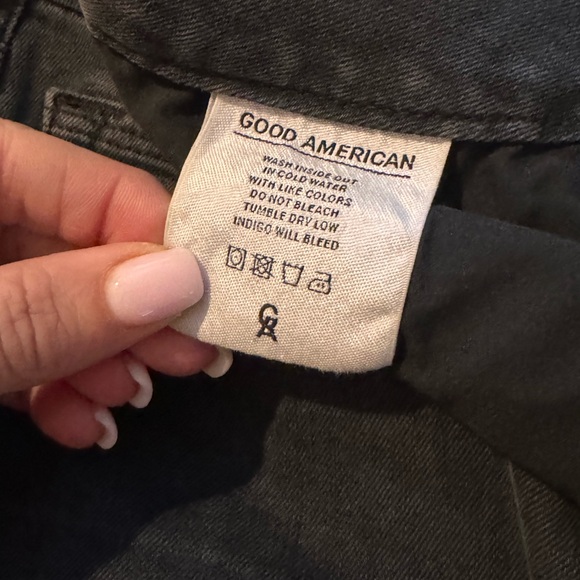 GOOD AMERICAN
WASH INSIDE OUT
IN COLD WATER
WITH LIKE COLORS
DO NOT BLEACH
TUMBLE DRY LOW
INDIGO WILL BLEED
GA